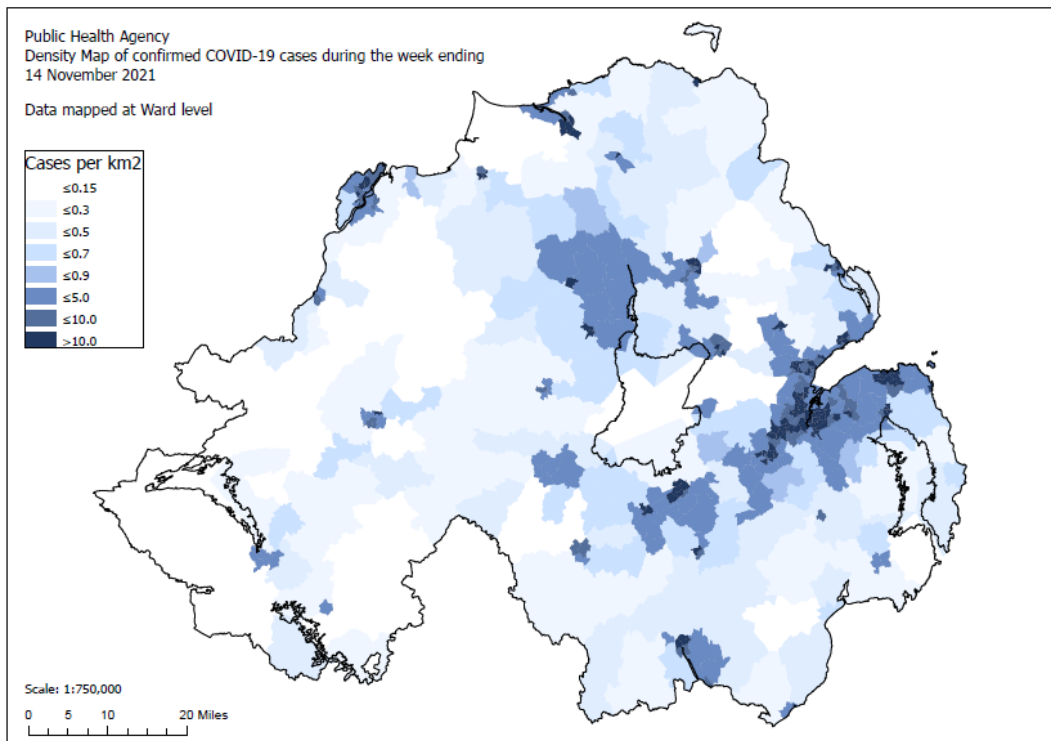 Public Health Agency
Density Map of confirmed COVID-19 cases during the week ending
14 November 2021
Data mapped at Ward level
Cases per km2
≤0.15
≤0.3
≤0.5
≤0.7
≤0.9
≤5.0
≤10.0
>10.0
Scale: 1:750,000
0 5 10 20 Miles